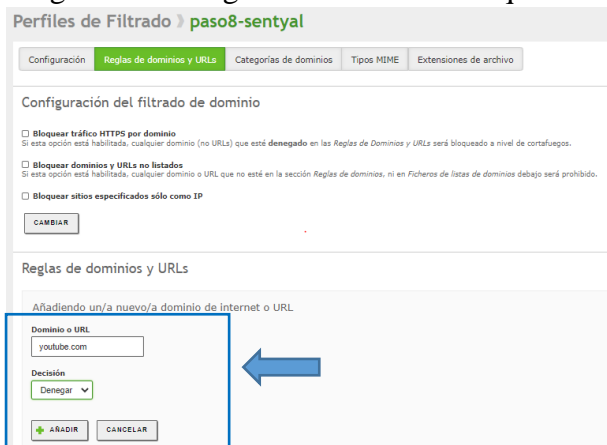 Perfiles de Filtrado › paso8-sentyal
Configuración Reglas de dominios y URLs Categorías de dominios Tipos MIME Extensiones de archivo
Configuración del filtrado de dominio
Bloquear tráfico HTTPS por dominio
Si esta opción está habilitada, cualquier dominio (no URLs) que esté denegado en las Reglas de Dominios y URLs será bloqueado a nivel de cortafuegos.
Bloquear dominios y URLs no listados
Si esta opción está habilitada, cualquier dominio o URL que no esté en la sección Reglas de dominios, ni en Ficheros de listas de dominios debajo será prohibido.
Bloquear sitios especificados sólo como IP
CAMBIAR
Reglas de dominios y URLs
Añadiendo un/a nuevo/a dominio de internet o URL
Dominio o URL
youtube.com
Decisión
Denegar
+ AÑADIR CANCELAR